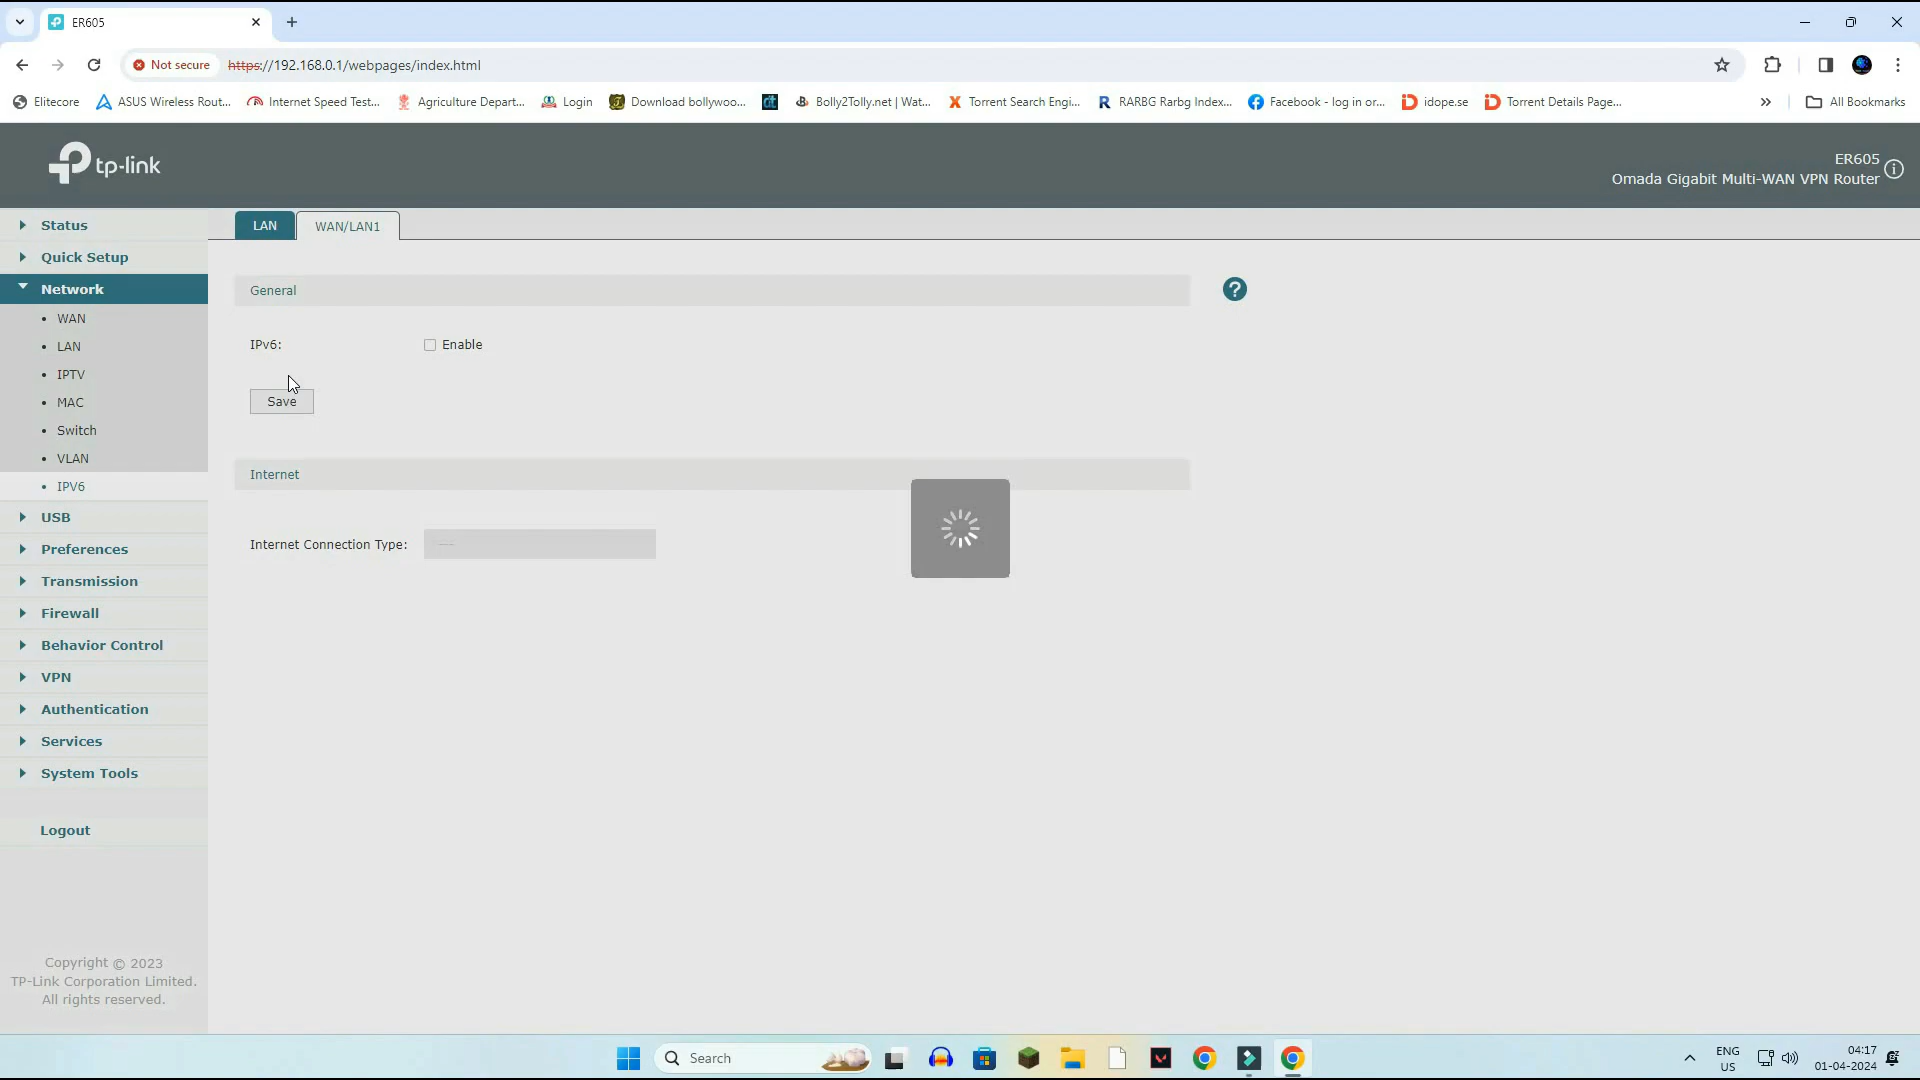 ER605
Not secure https://192.168.0.1/webpages/index.html
Elitecore ASUS Wireless Rout... Internet Speed Test... Agriculture Depart... Login Download bollywoo... Bolly2Tolly.net | Wat... Torrent Search Engi... RARBG Rarbg Index... Facebook - log in or... idope.se Torrent Details Page... » All Bookmarks
tp-link
ER605
Omada Gigabit Multi-WAN VPN Router
Status
Quick Setup
Network
WAN
LAN
IPTV
MAC
Switch
VLAN
IPV6
USB
Preferences
Transmission
Firewall
Behavior Control
VPN
Authentication
Services
System Tools
Logout
Copyright © 2023
TP-Link Corporation Limited.
All rights reserved.
LAN WAN/LAN1
General
IPv6: Enable
Save
Internet
Internet Connection Type: ----
Search
ENG
US
04:17
01-04-2024